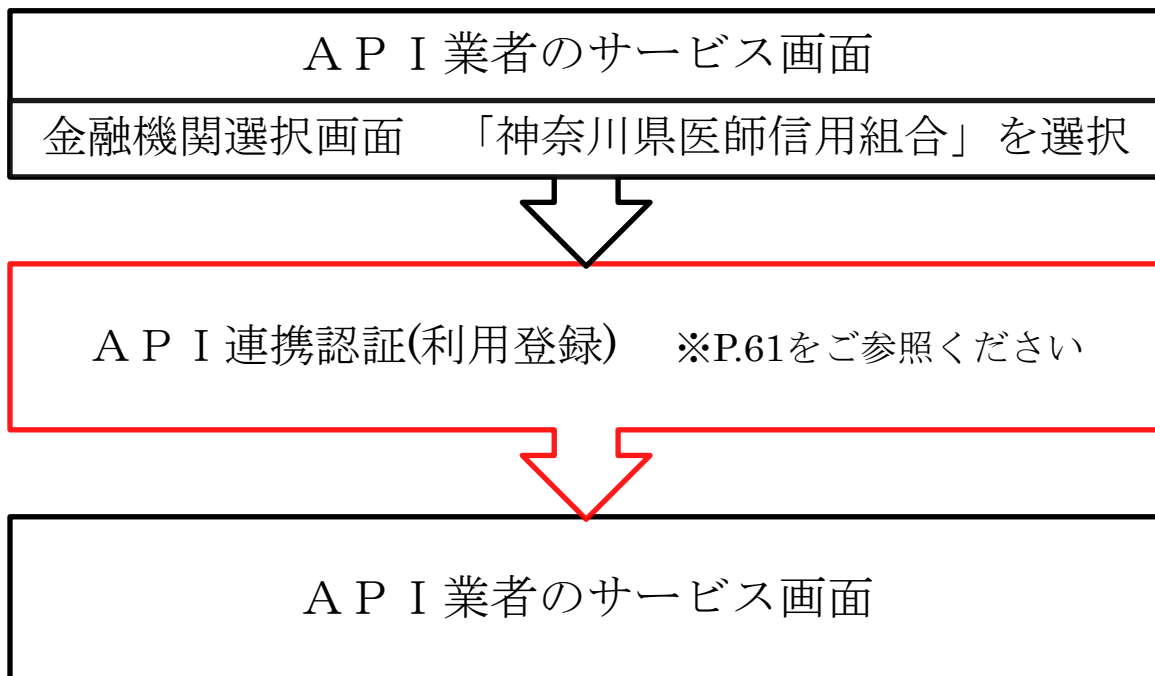 ＡＰＩ業者のサービス画面
金融機関選択画面　「神奈川県医師信用組合」を選択
ＡＰＩ連携認証(利用登録)　※P.61をご参照ください
ＡＰＩ業者のサービス画面